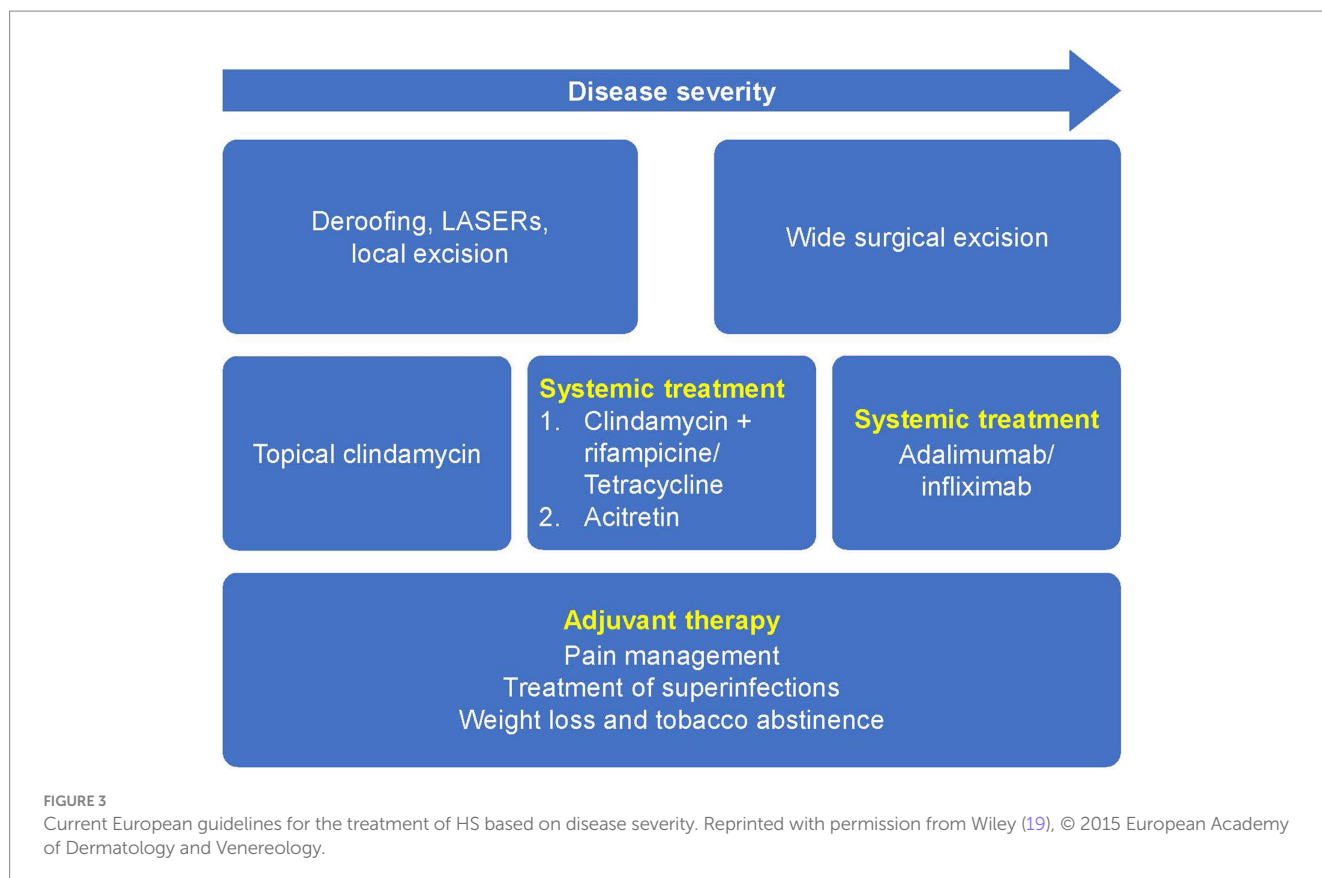 Disease severity
Deroofing, LASERs,
local excision
Wide surgical excision
Topical clindamycin
Systemic treatment
1. Clindamycin +
rifampicine/
Tetracycline
2. Acitretin
Systemic treatment
Adalimumab/
infliximab
Adjuvant therapy
Pain management
Treatment of superinfections
Weight loss and tobacco abstinence
FIGURE 3
Current European guidelines for the treatment of HS based on disease severity. Reprinted with permission from Wiley (19), © 2015 European Academy
of Dermatology and Venereology.